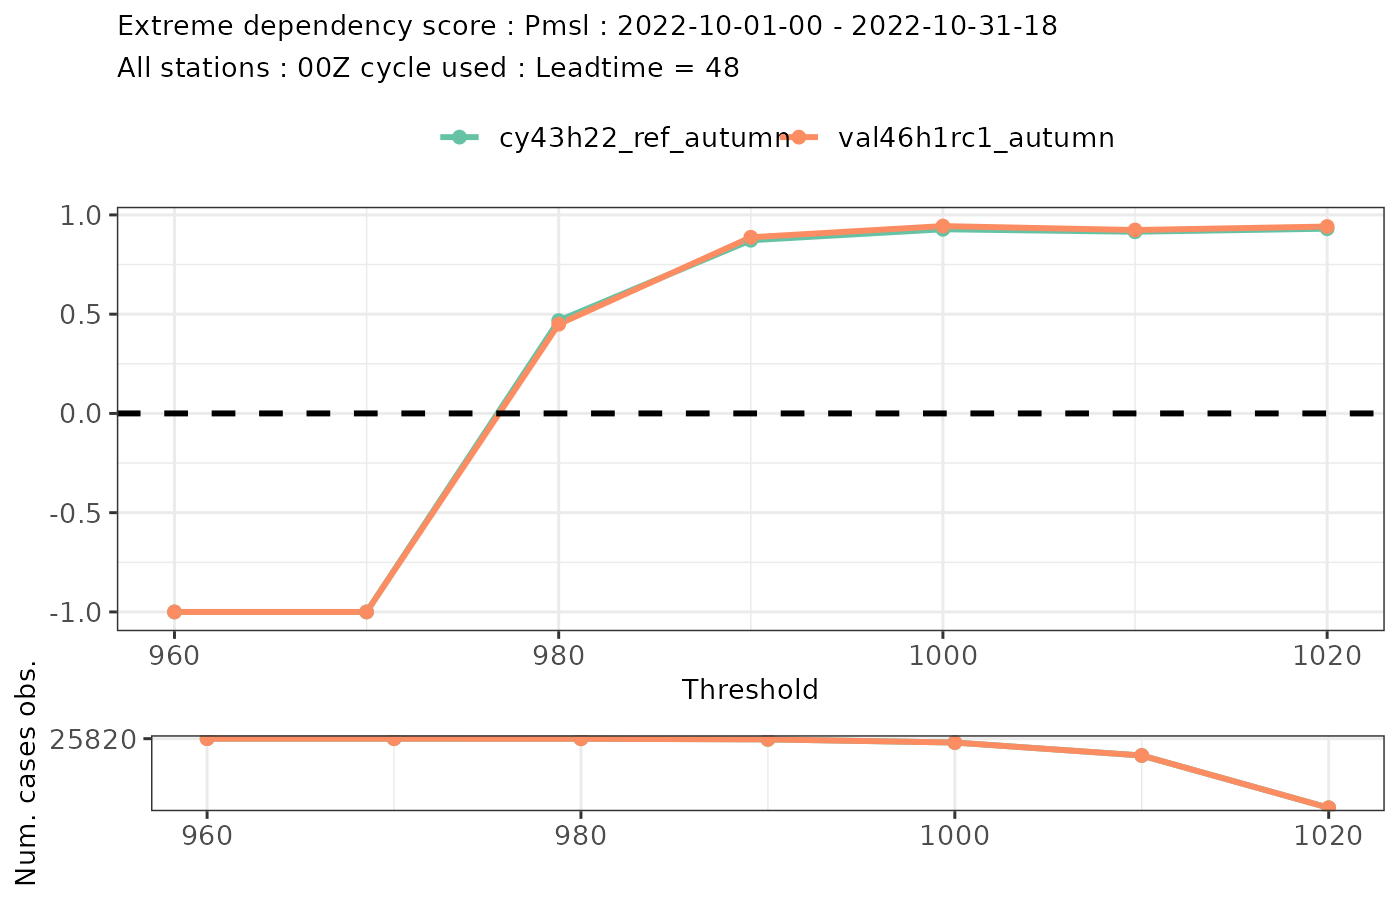 Extreme dependency score : Pmsl : 2022-10-01-00 - 2022-10-31-18
All stations : 00Z cycle used : Leadtime = 48
cy43h22_ref_autumn val46h1rc1_autumn
1.0
0.5
0.0
-0.5
-1.0
960 980 1000 1020
Threshold
Num. cases obs.
25820
960 980 1000 1020